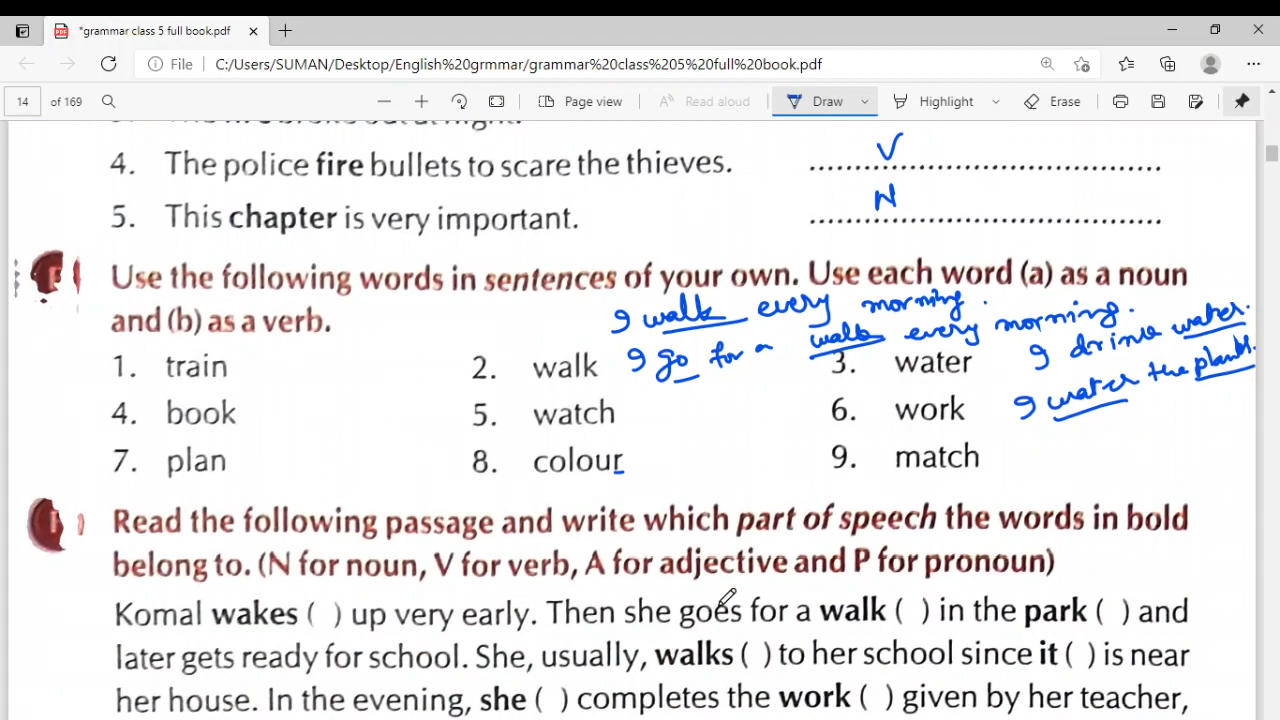 *grammar class 5 full book.pdf
File C:/Users/SUMAN/Desktop/English%20grmmar/grammar%20class%205%20full%20book.pdf
14 of 169 Page view Read aloud Draw Highlight Erase
4. The police fire bullets to scare the thieves. V
5. This chapter is very important. N
Use the following words in sentences of your own. Use each word (a) as a noun
and (b) as a verb.
I walk every morning.
I go for a walk every morning.
I drink water.
I water the plants.
1. train 2. walk 3. water
4. book 5. watch 6. work
7. plan 8. colour 9. match
Read the following passage and write which part of speech the words in bold
belong to. (N for noun, V for verb, A for adjective and P for pronoun)
Komal wakes ( ) up very early. Then she goes for a walk ( ) in the park ( ) and
later gets ready for school. She, usually, walks ( ) to her school since it ( ) is near
her house. In the evening, she ( ) completes the work ( ) given by her teacher,